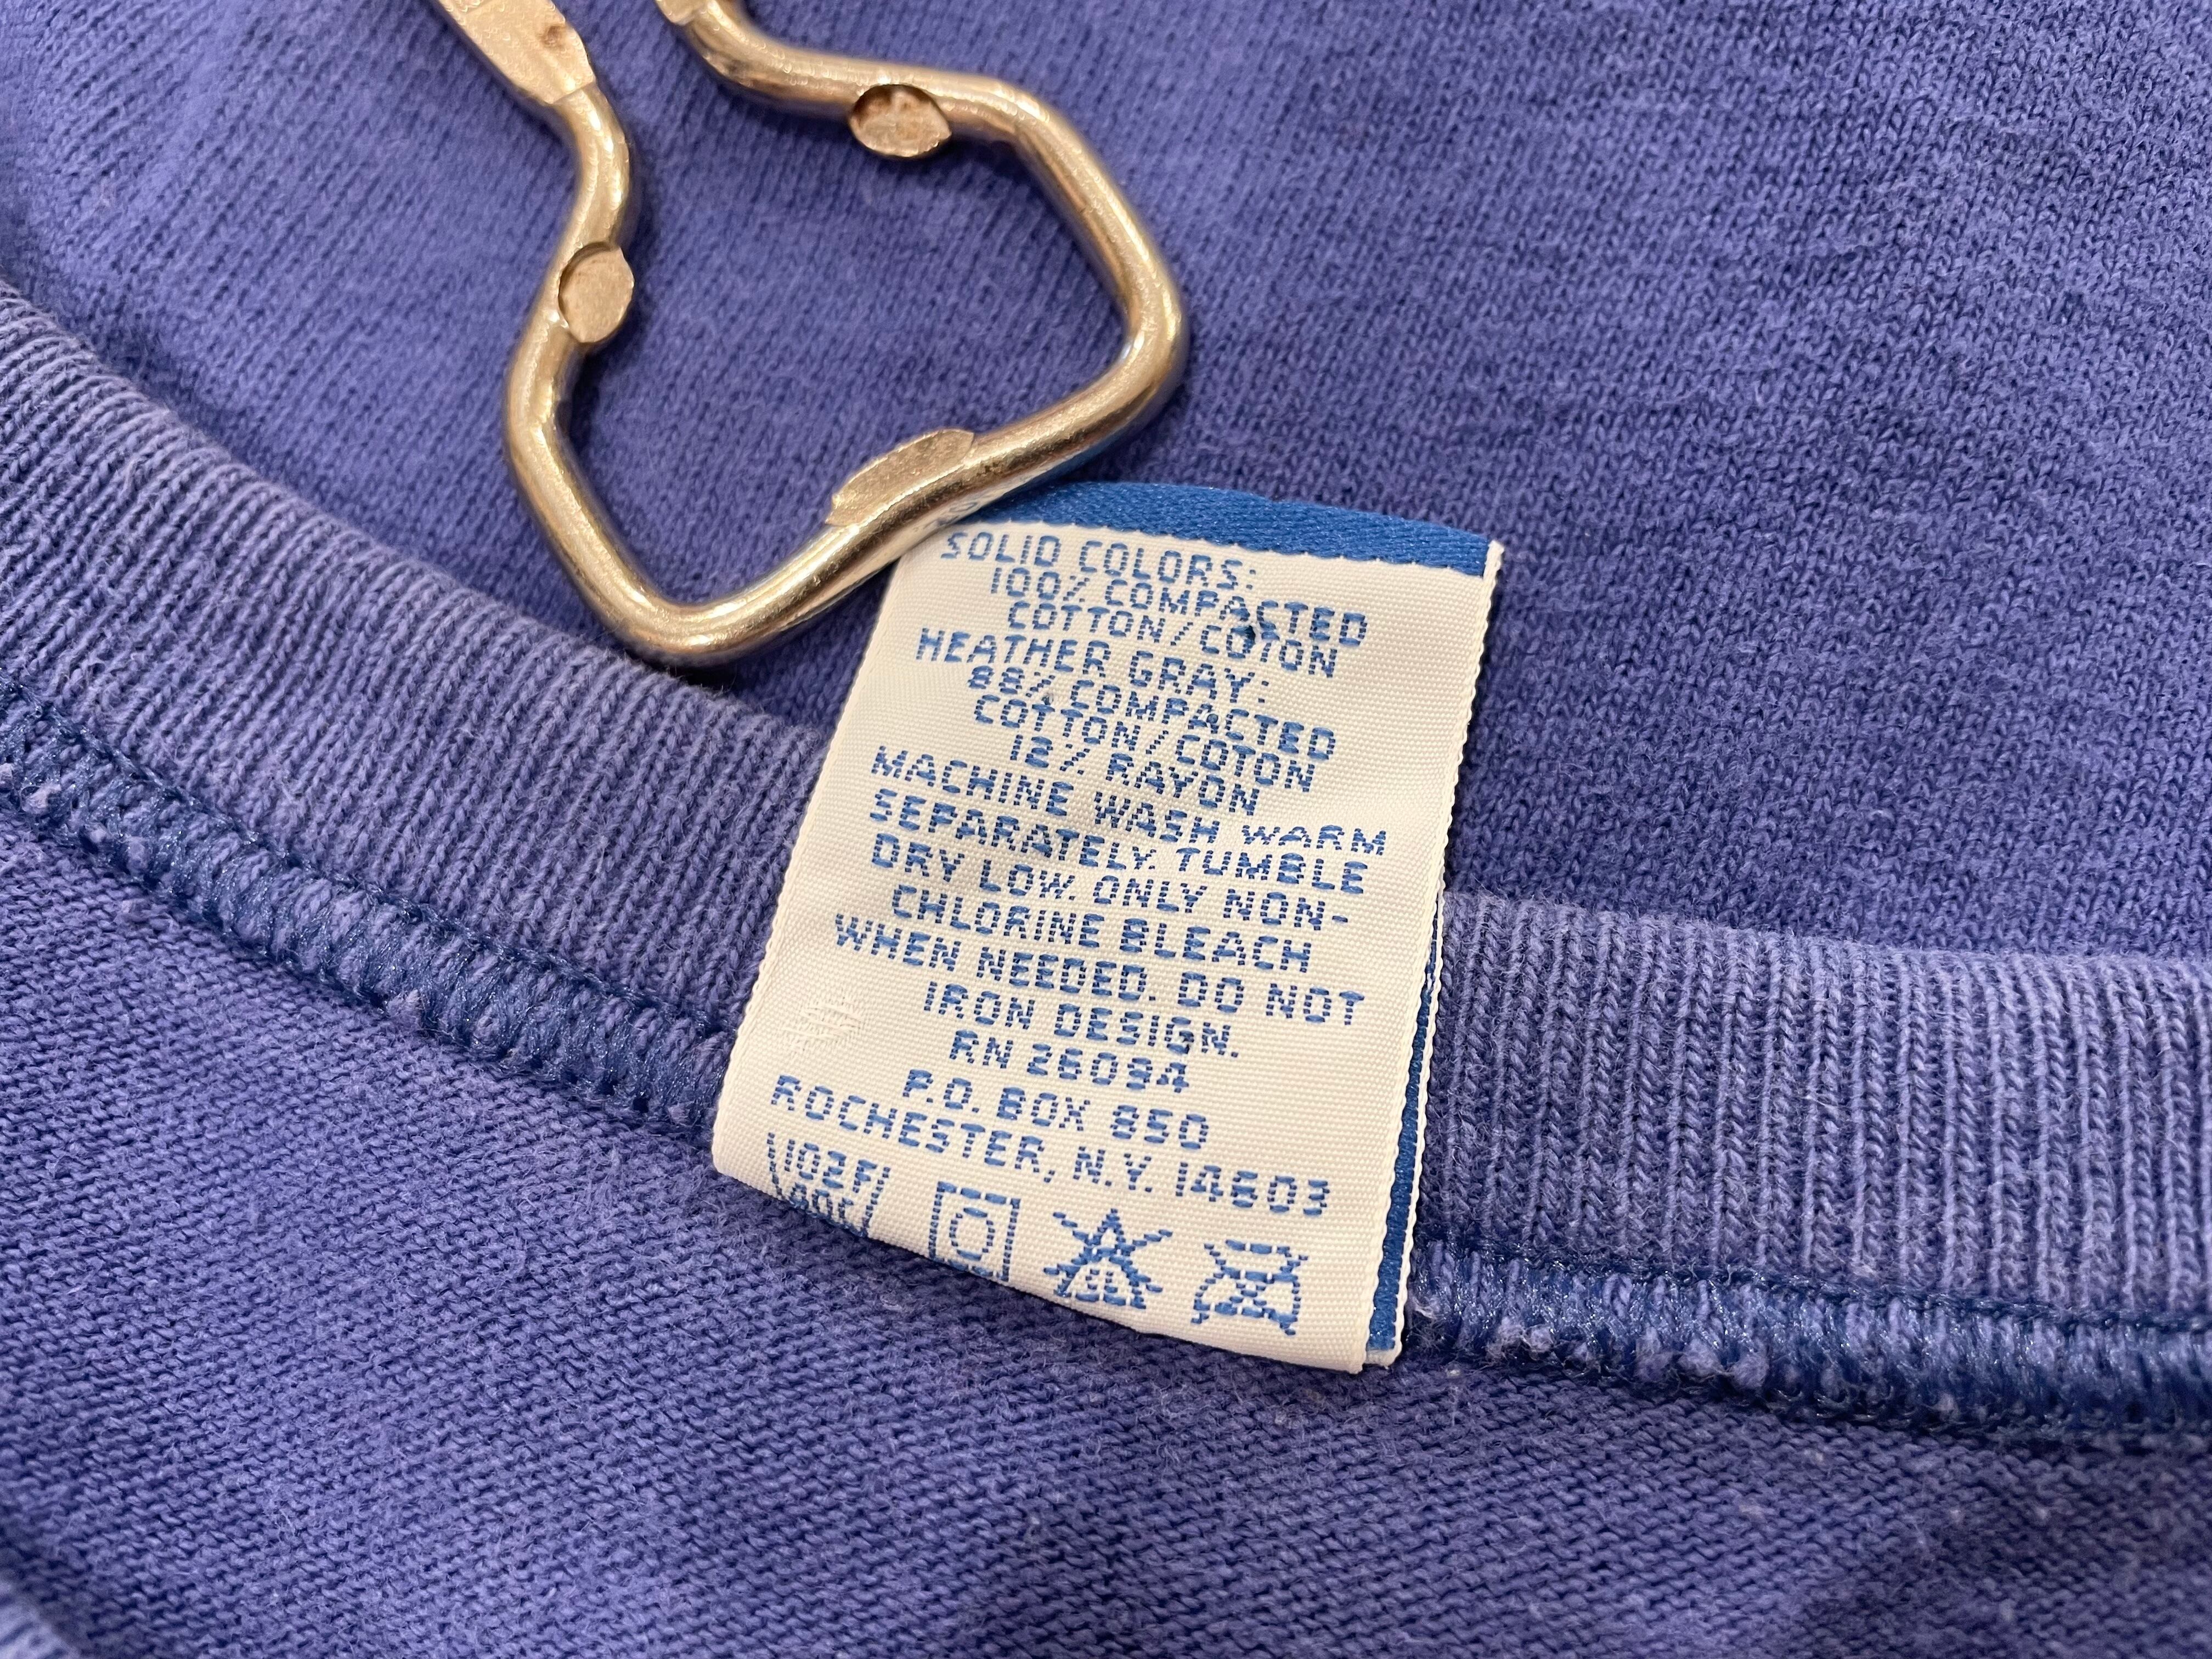 SOLID COLORS:
100% COMPACTED
COTTON/COTON
HEATHER GRAY:
88% COMPACTED
COTTON/COTON
12% RAYON
MACHINE WASH WARM
SEPARATELY. TUMBLE
DRY LOW. ONLY NON-
CHLORINE BLEACH
WHEN NEEDED. DO NOT
IRON DESIGN.
RN 26094
P.O. BOX 850
ROCHESTER, N.Y. 14603
CL